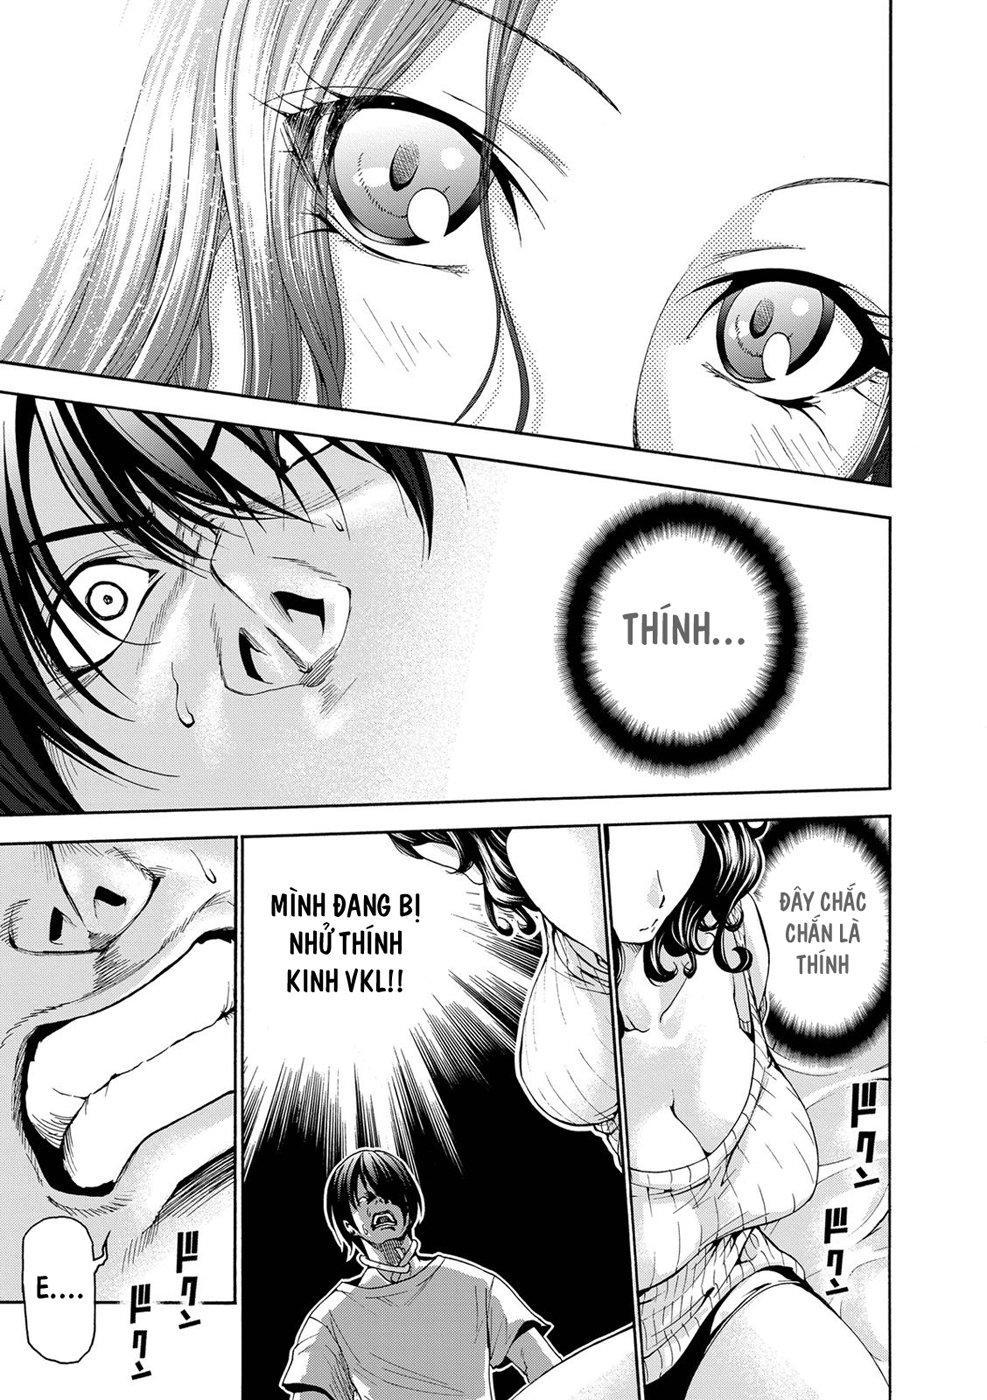 THÍNH...
ĐÂY CHẮC
CHẮN LÀ
THÍNH
ドクンドクン
MÌNH ĐANG BỊ
NHỬ THÍNH
KINH VKL!!
ドクンドクン
E....